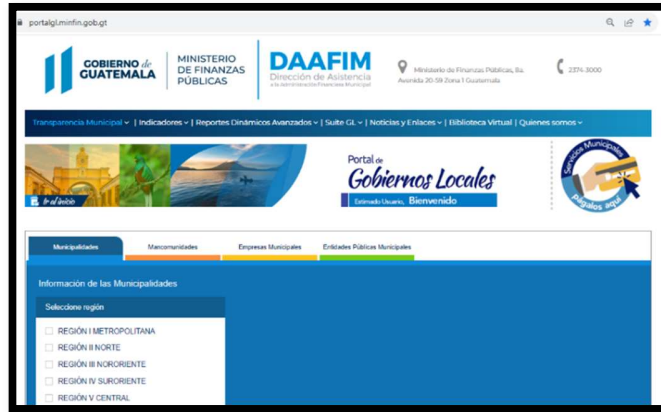 portalgl.minfin.gob.gt
GOBIERNO de
GUATEMALA
MINISTERIO
DE FINANZAS
PÚBLICAS
DAAFIM
Dirección de Asistencia
a la Administración Financiera Municipal
Ministerio de Finanzas Públicas, 8a.
Avenida 20-59 Zona 1 Guatemala
2374-3000
Transparencia Municipal | Indicadores | Reportes Dinámicos Avanzados | Suite GL | Noticias y Enlaces | Biblioteca Virtual | Quienes somos
Ir al inicio
Portal de
Gobiernos Locales
Estimado Usuario, Bienvenido
Servicios Municipales
págalos aquí
Municipalidades Mancomunidades Empresas Municipales Entidades Públicas Municipales
Información de las Municipalidades
Seleccione región
REGIÓN I METROPOLITANA
REGIÓN II NORTE
REGIÓN III NORORIENTE
REGIÓN IV SURORIENTE
REGIÓN V CENTRAL